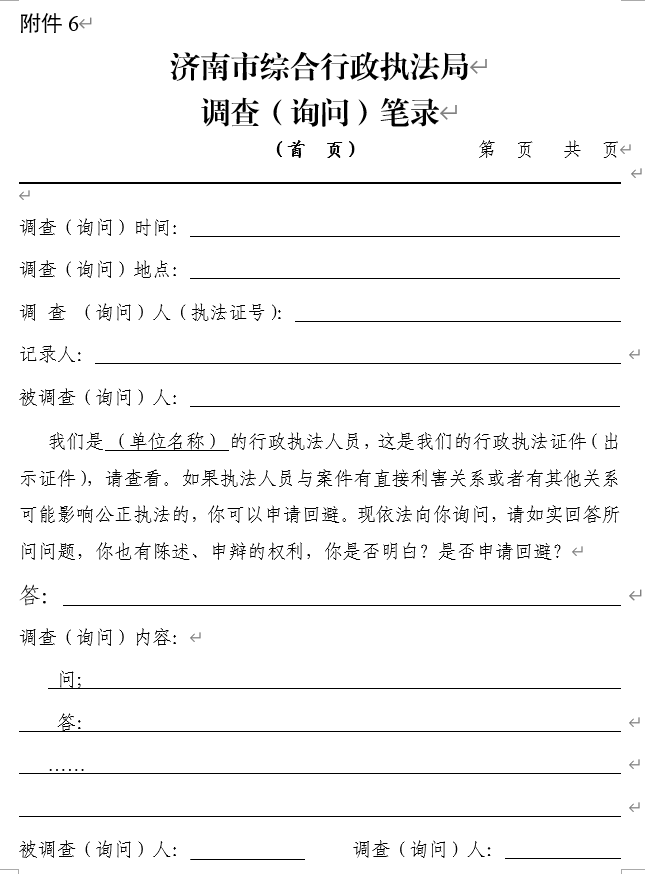 附件 6
济南市综合行政执法局
调查（询问）笔录
（首　页）　　第　页　共　页
调查（询问）时间：
调查（询问）地点：
调 查 （询问）人（执法证号）：
记录人：
被调查（询问）人：
我们是（单位名称）的行政执法人员，这是我们的行政执法证件（出
示证件），请查看。如果执法人员与案件有直接利害关系或者有其他关系
可能影响公正执法的，你可以申请回避。现依法向你询问，请如实回答所
问问题，你也有陈述、申辩的权利，你是否明白？是否申请回避？
答：
调查（询问）内容：
问；
答：
……
被调查（询问）人：　　调查（询问）人：